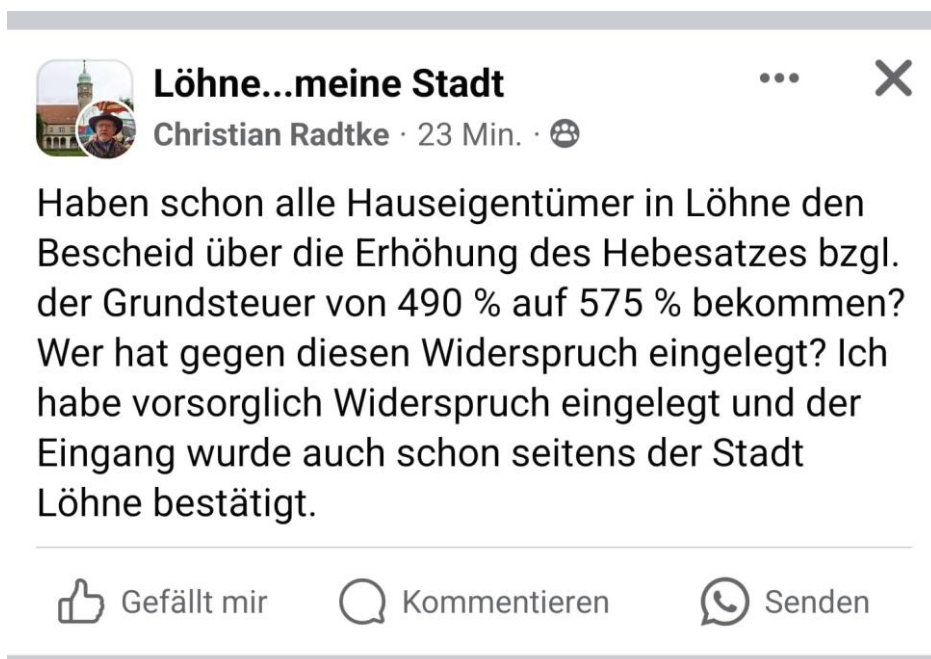 Löhne...meine Stadt
Christian Radtke · 23 Min. ·
Haben schon alle Hauseigentümer in Löhne den
Bescheid über die Erhöhung des Hebesatzes bzgl.
der Grundsteuer von 490 % auf 575 % bekommen?
Wer hat gegen diesen Widerspruch eingelegt? Ich
habe vorsorglich Widerspruch eingelegt und der
Eingang wurde auch schon seitens der Stadt
Löhne bestätigt.
Gefällt mir Kommentieren Senden